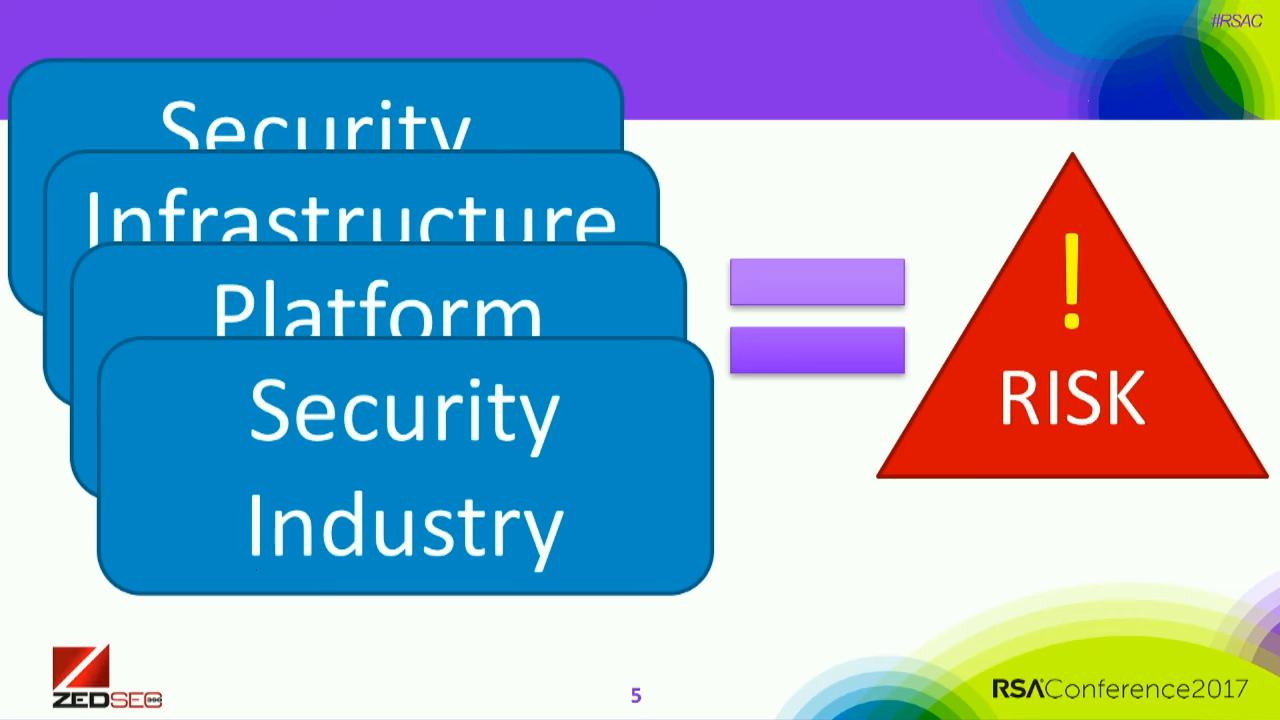 #RSAC
Security
Infrastructure
Platform
Security
Industry
!
RISK
ZEDSEC
5
RSAConference2017